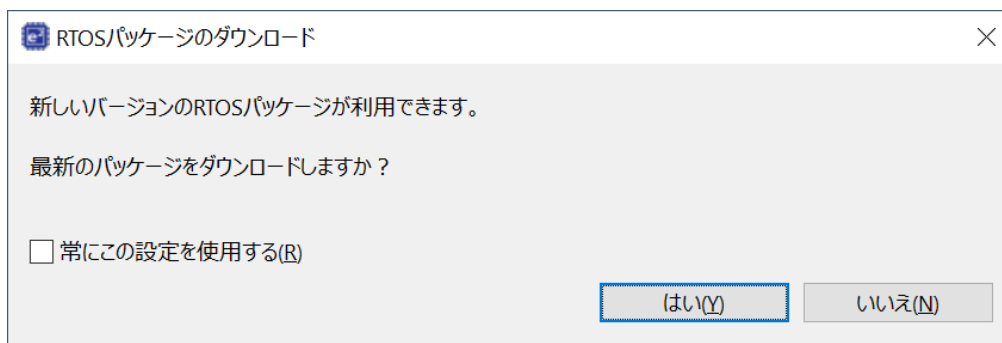 RTOSパッケージのダウンロード
新しいバージョンのRTOSパッケージが利用できます。
最新のパッケージをダウンロードしますか？
常にこの設定を使用する(R)
はい(Y) いいえ(N)